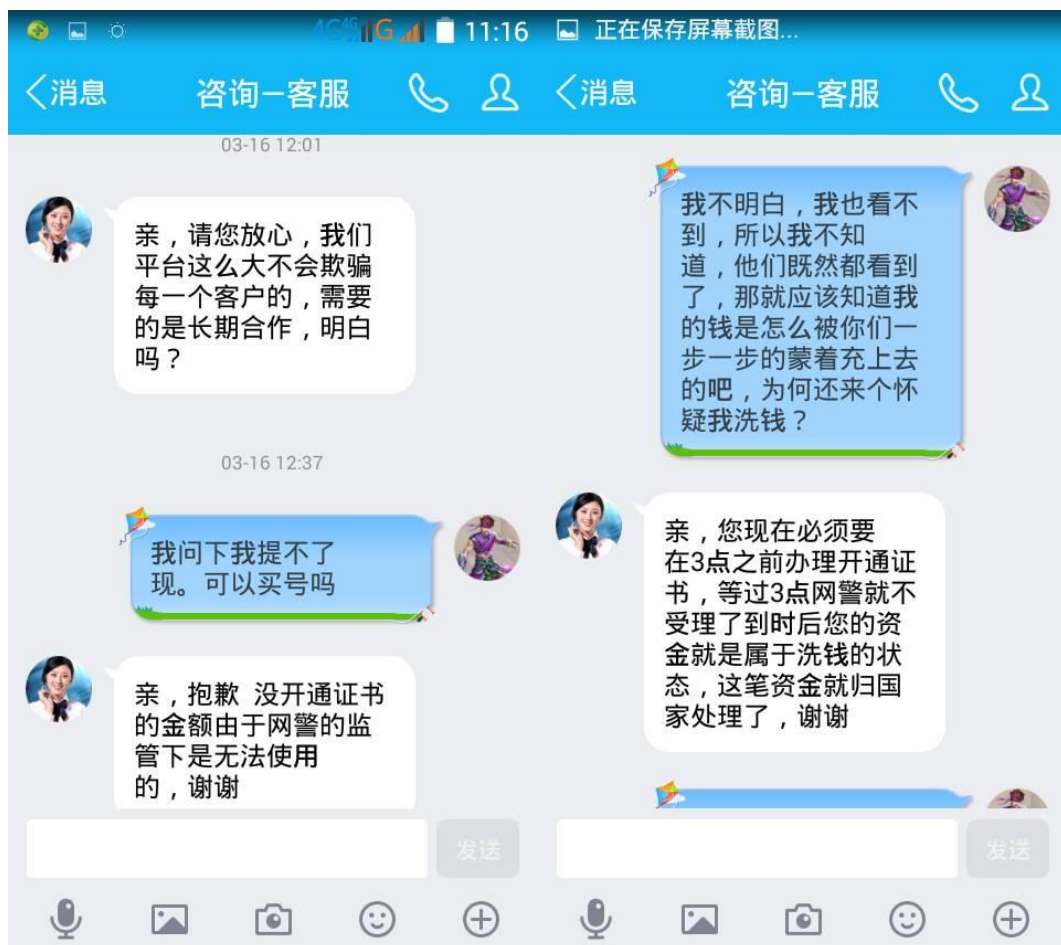 4G 4G G 11:16
消息
咨询－客服
03-16 12:01
亲，请您放心，我们
平台这么大不会欺骗
每一个客户的，需要
的是长期合作，明白
吗？
03-16 12:37
我问下我提不了
现。可以买号吗
亲，抱歉 没开通证书
的金额由于网警的监
管下是无法使用
的，谢谢
发送
正在保存屏幕截图...
消息
咨询－客服
我不明白，我也看不
到，所以我不知
道，他们既然都看到
了，那就应该知道我
的钱是怎么被你们一
步一步的蒙着充上去
的吧，为何还来个怀
疑我洗钱？
亲，您现在必须要
在3点之前办理开通证
书，等过3点网警就不
受理了到时后您的资
金就是属于洗钱的状
态，这笔资金就归国
家处理了，谢谢
发送